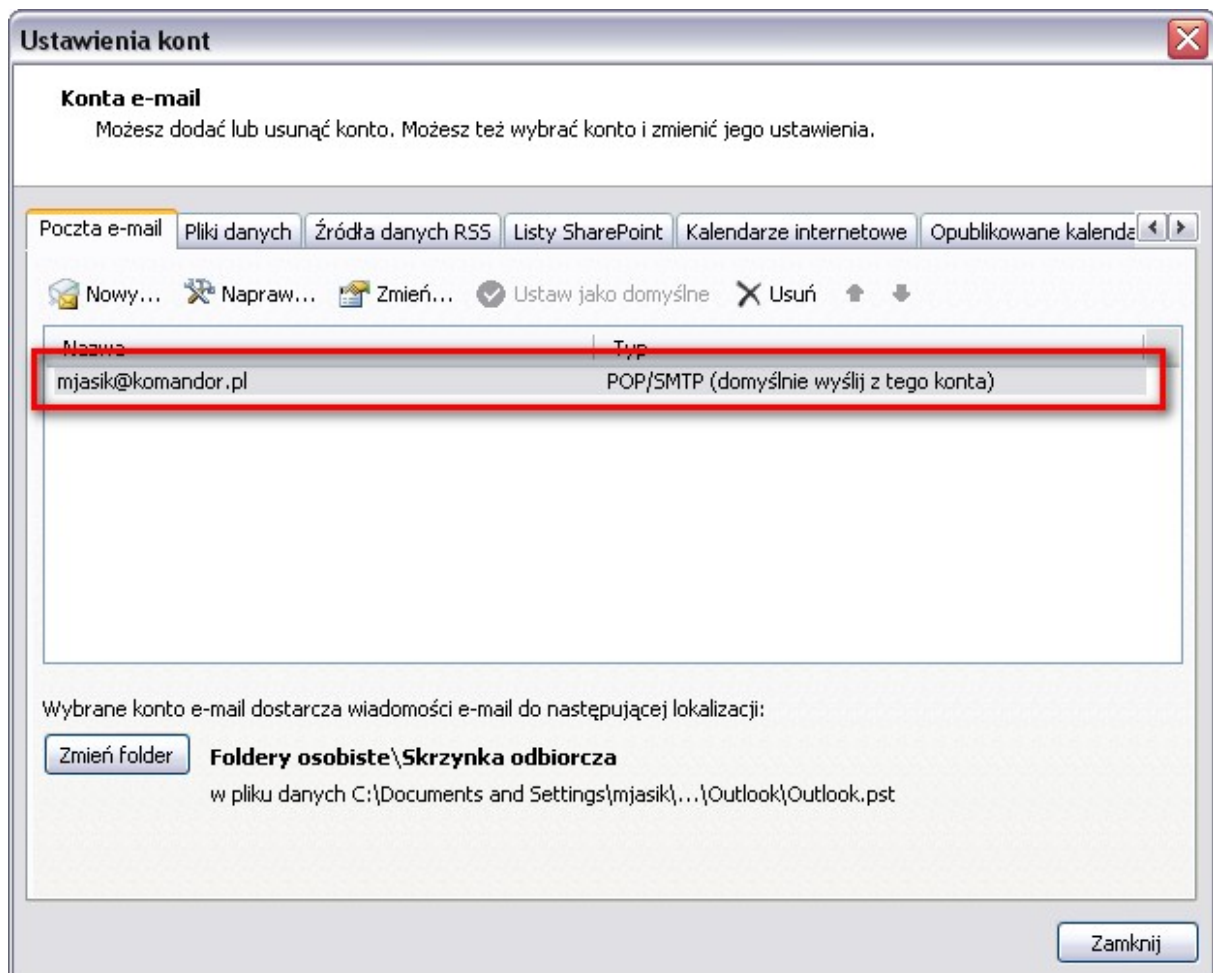 Ustawienia kont
Konta e-mail
Możesz dodać lub usunąć konto. Możesz też wybrać konto i zmienić jego ustawienia.
Poczta e-mail Pliki danych Źródła danych RSS Listy SharePoint Kalendarze internetowe Opublikowane kalenda
Nowy... Napraw... Zmień... Ustaw jako domyślne Usuń
Nazwa Typ
mjasik@komandor.pl POP/SMTP (domyślnie wyślij z tego konta)
Wybrane konto e-mail dostarcza wiadomości e-mail do następującej lokalizacji:
Zmień folder Foldery osobiste\Skrzynka odbiorcza
w pliku danych C:\Documents and Settings\mjasik\...\Outlook\Outlook.pst
Zamknij